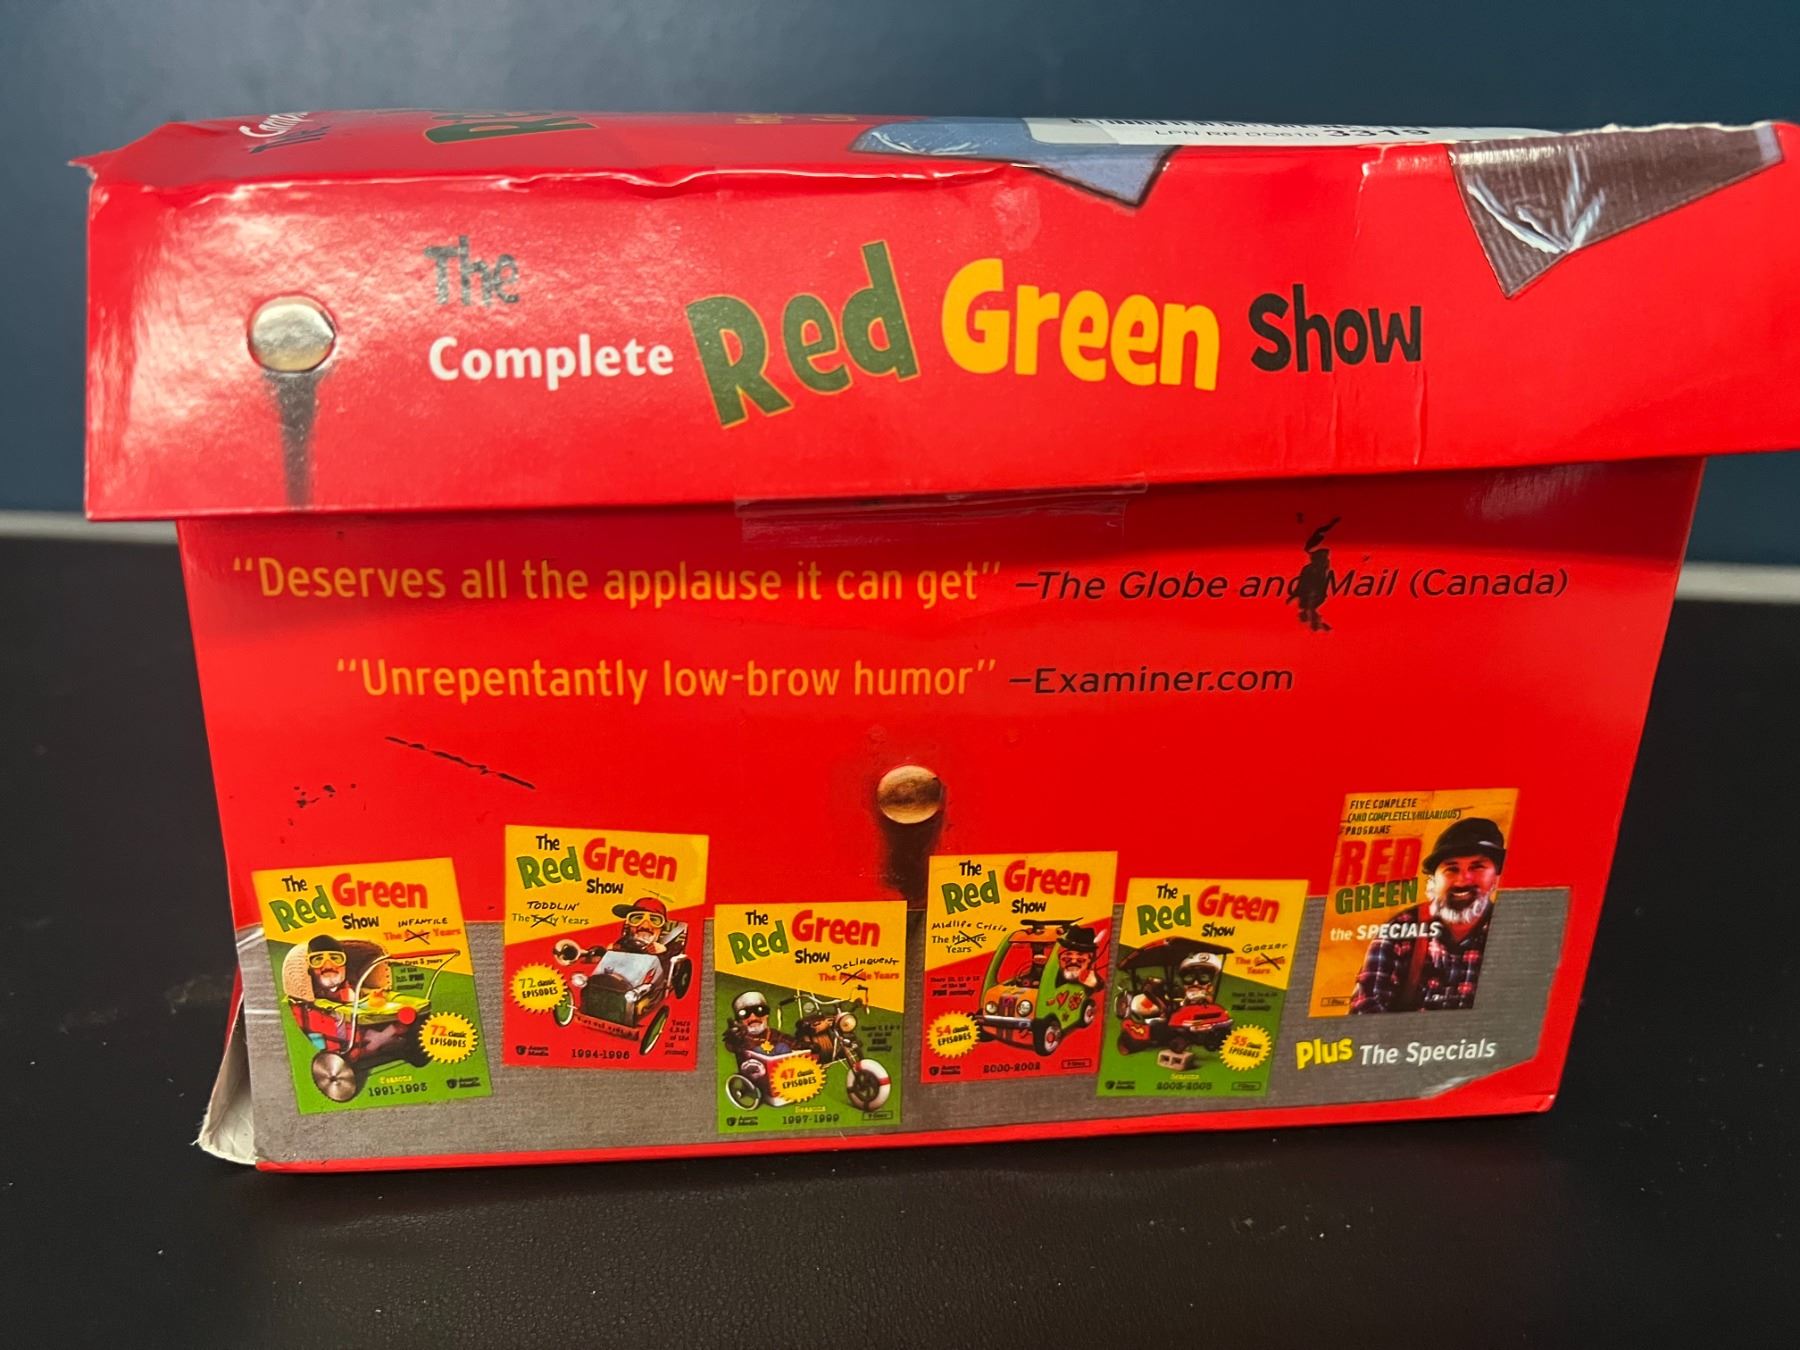 The
Complete Red Green Show
"Deserves all the applause it can get" –The Globe and Mail (Canada)
"Unrepentantly low-brow humor" –Examiner.com
The
Red Green
Show
INFANTILE
The Years
72 classic
EPISODES
Seasons
1991-1993
The
Red Green
Show
TODDLIN'
The Early Years
72 classic
EPISODES
1994-1996
The
Red Green
Show
DELINQUENT
The Years
47 classic
EPISODES
Seasons
1997-1999
The
Red Green
Show
Midlife Crisis
The Mature
Years
54 classic
EPISODES
2000-2002
The
Red Green
Show
Geezer
The
Years
55 classic
EPISODES
Seasons
2003-2005
FIVE COMPLETE
(AND COMPLETELY HILARIOUS)
PROGRAMS
RED
GREEN
the SPECIALS
Plus The Specials